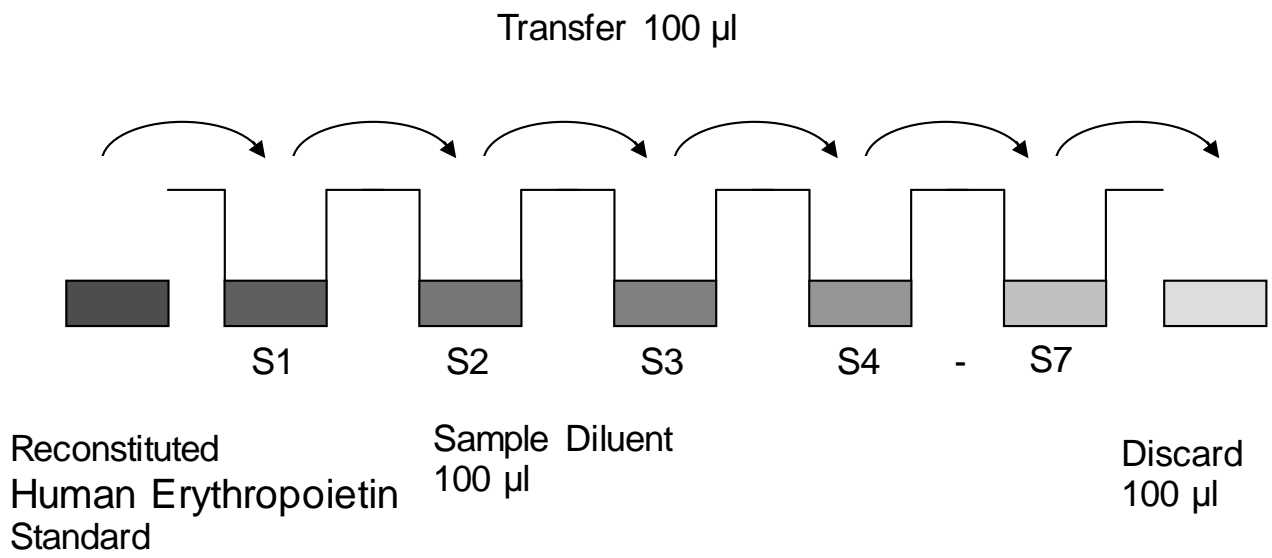 Transfer 100 µl
S1 S2 S3 S4 - S7
Reconstituted
Human Erythropoietin
Standard
Sample Diluent
100 µl
Discard
100 µl